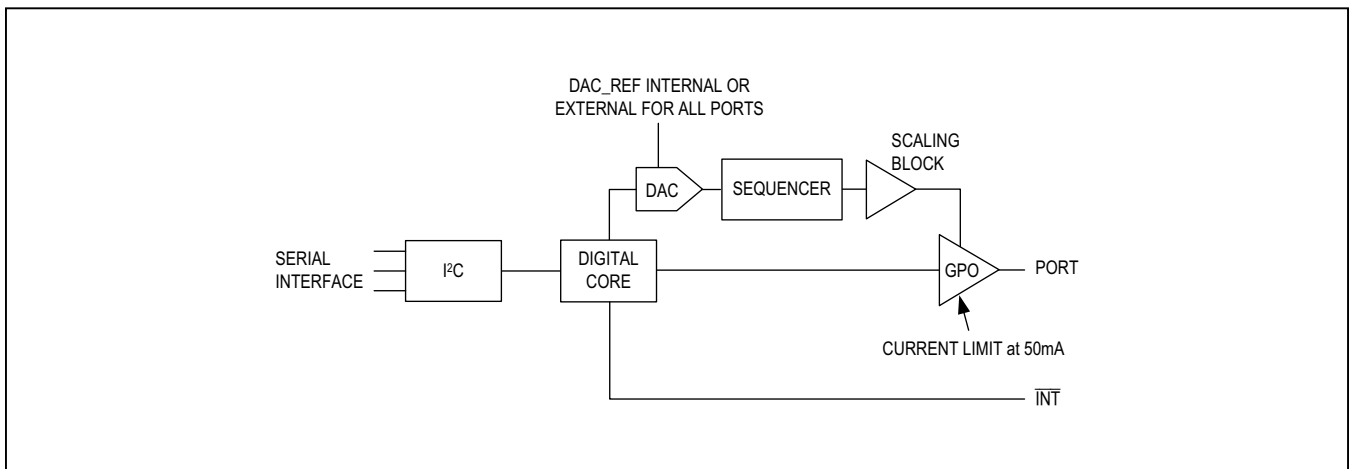 DAC_REF INTERNAL OR
EXTERNAL FOR ALL PORTS
SCALING
BLOCK
DAC
SEQUENCER
SERIAL
INTERFACE
I²C
DIGITAL
CORE
GPO
PORT
CURRENT LIMIT at 50mA
INT